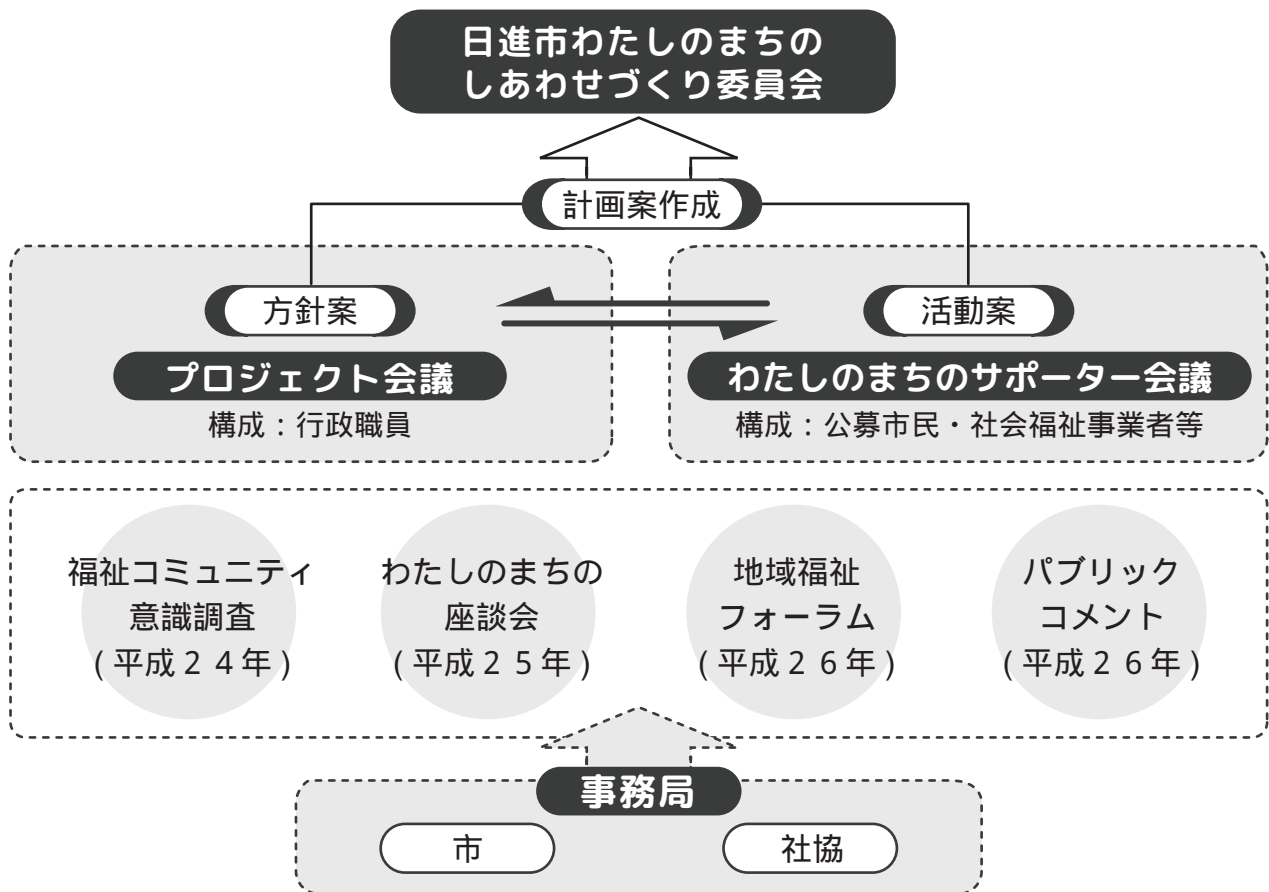 日進市わたしのまちの
しあわせづくり委員会
計画案作成
方針案
活動案
プロジェクト会議
わたしのまちのサポーター会議
構成：行政職員
構成：公募市民・社会福祉事業者等
福祉コミュニティ
意識調査
(平成２４年)
わたしのまちの
座談会
(平成２５年)
地域福祉
フォーラム
(平成２６年)
パブリック
コメント
(平成２６年)
事務局
市
社協